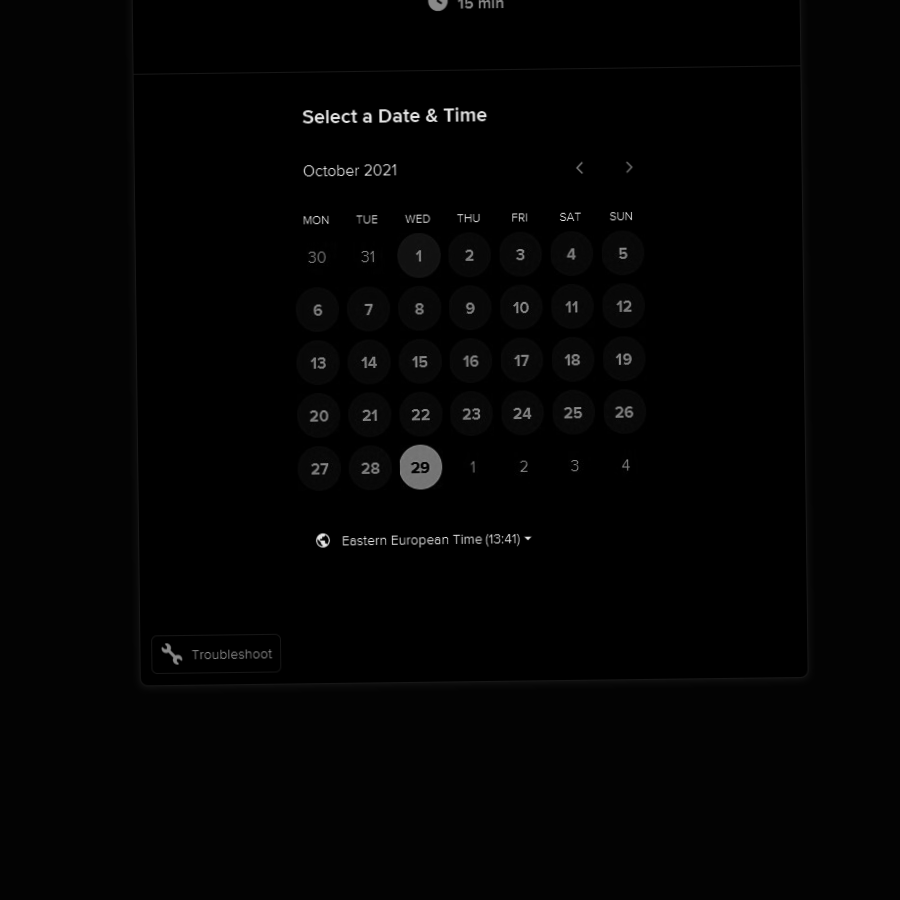 15 min
Select a Date & Time
October 2021
MON TUE WED THU FRI SAT SUN
30 31 1 2 3 4 5
6 7 8 9 10 11 12
13 14 15 16 17 18 19
20 21 22 23 24 25 26
27 28 29 1 2 3 4
Eastern European Time (13:41)
Troubleshoot